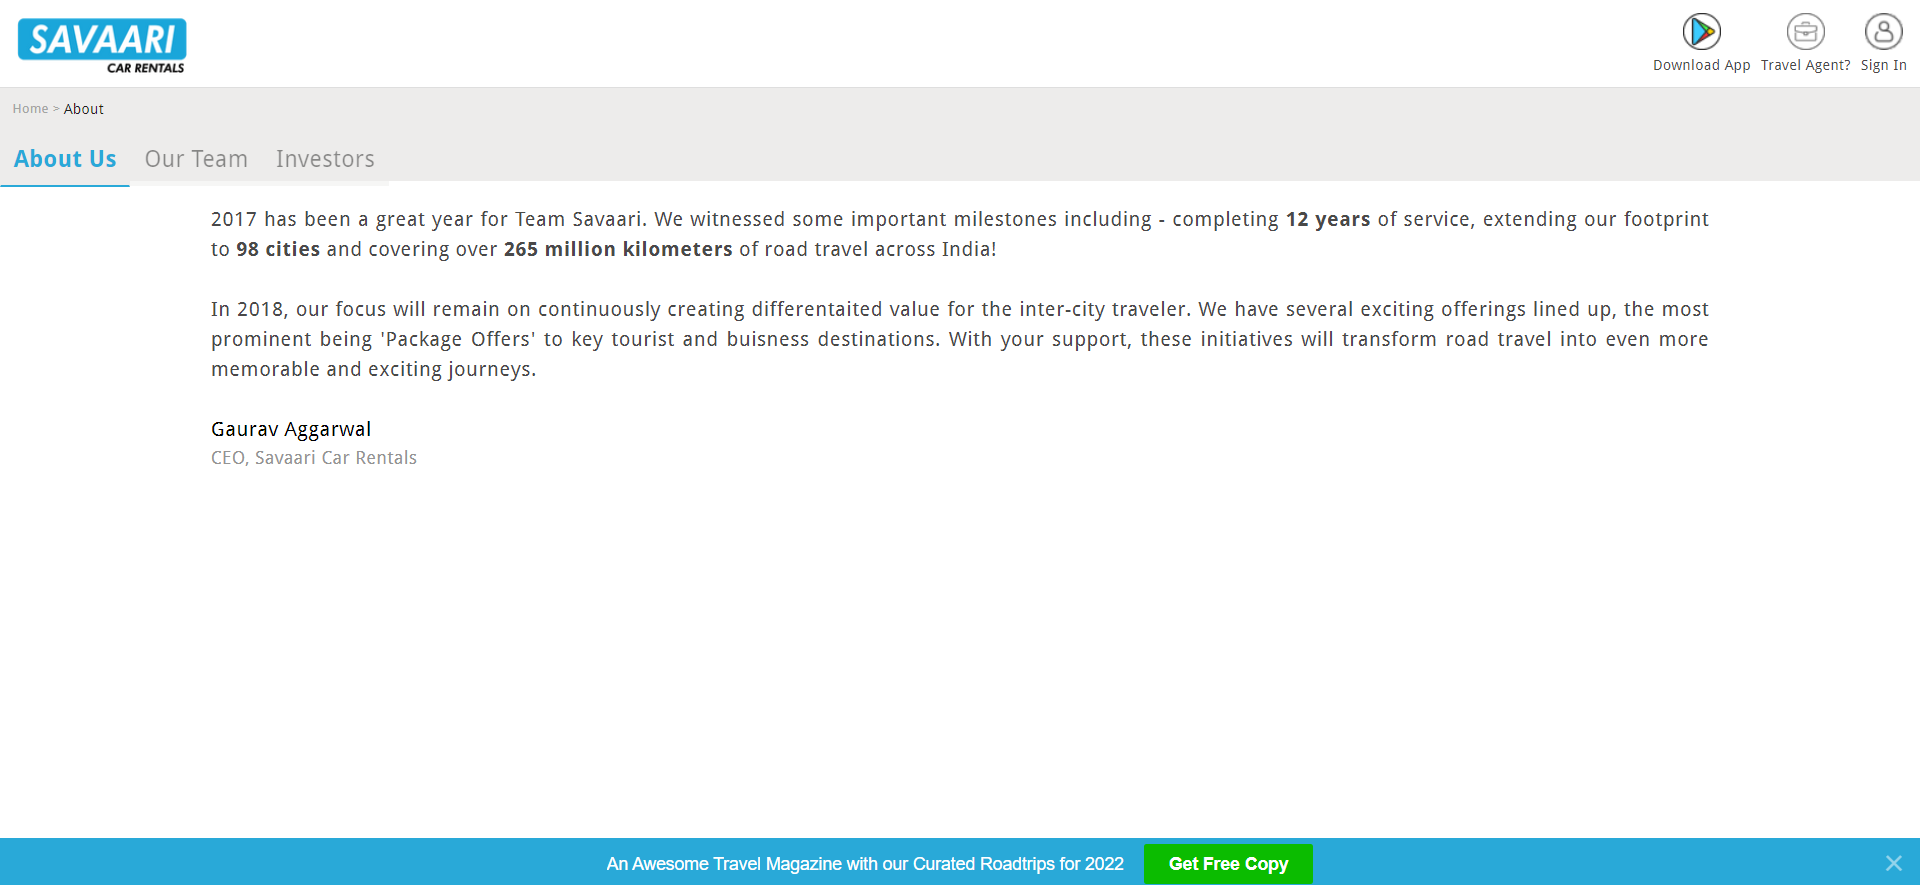 SAVAARI
CAR RENTALS
Download App
Travel Agent?
Sign In
Home > About
About Us
Our Team
Investors
2017 has been a great year for Team Savaari. We witnessed some important milestones including - completing 12 years of service, extending our footprint
to 98 cities and covering over 265 million kilometers of road travel across India!
In 2018, our focus will remain on continuously creating differentaited value for the inter-city traveler. We have several exciting offerings lined up, the most
prominent being 'Package Offers' to key tourist and buisness destinations. With your support, these initiatives will transform road travel into even more
memorable and exciting journeys.
Gaurav Aggarwal
CEO, Savaari Car Rentals
An Awesome Travel Magazine with our Curated Roadtrips for 2022
Get Free Copy